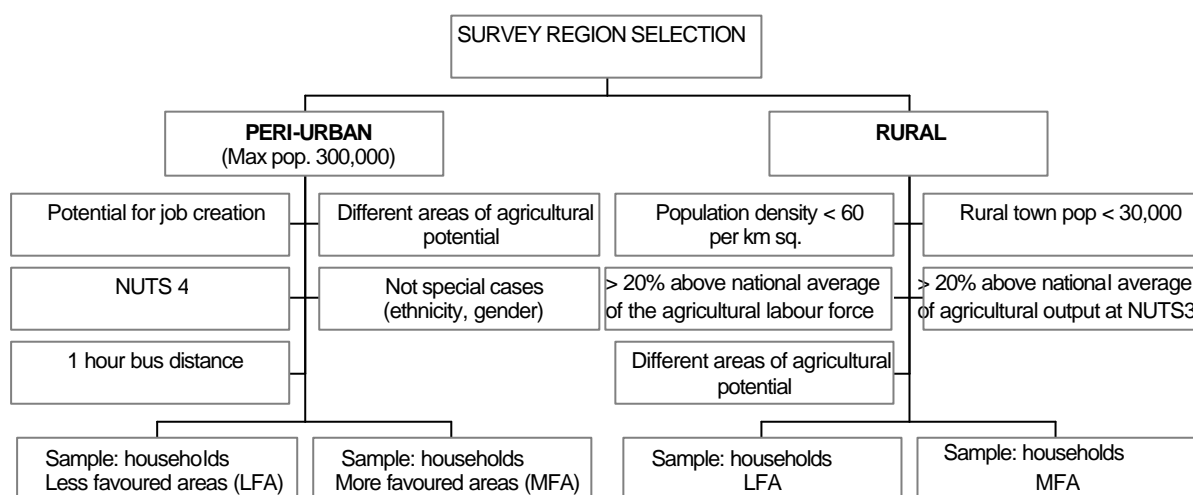 SURVEY REGION SELECTION
PERI-URBAN
(Max pop. 300,000)
RURAL
Potential for job creation
Different areas of agricultural
potential
Population density < 60
per km sq.
Rural town pop < 30,000
NUTS 4
Not special cases
(ethnicity, gender)
> 20% above national average
of the agricultural labour force
> 20% above national average
of agricultural output at NUTS3
1 hour bus distance
Different areas of agricultural
potential
Sample: households
Less favoured areas (LFA)
Sample: households
More favoured areas (MFA)
Sample: households
LFA
Sample: households
MFA